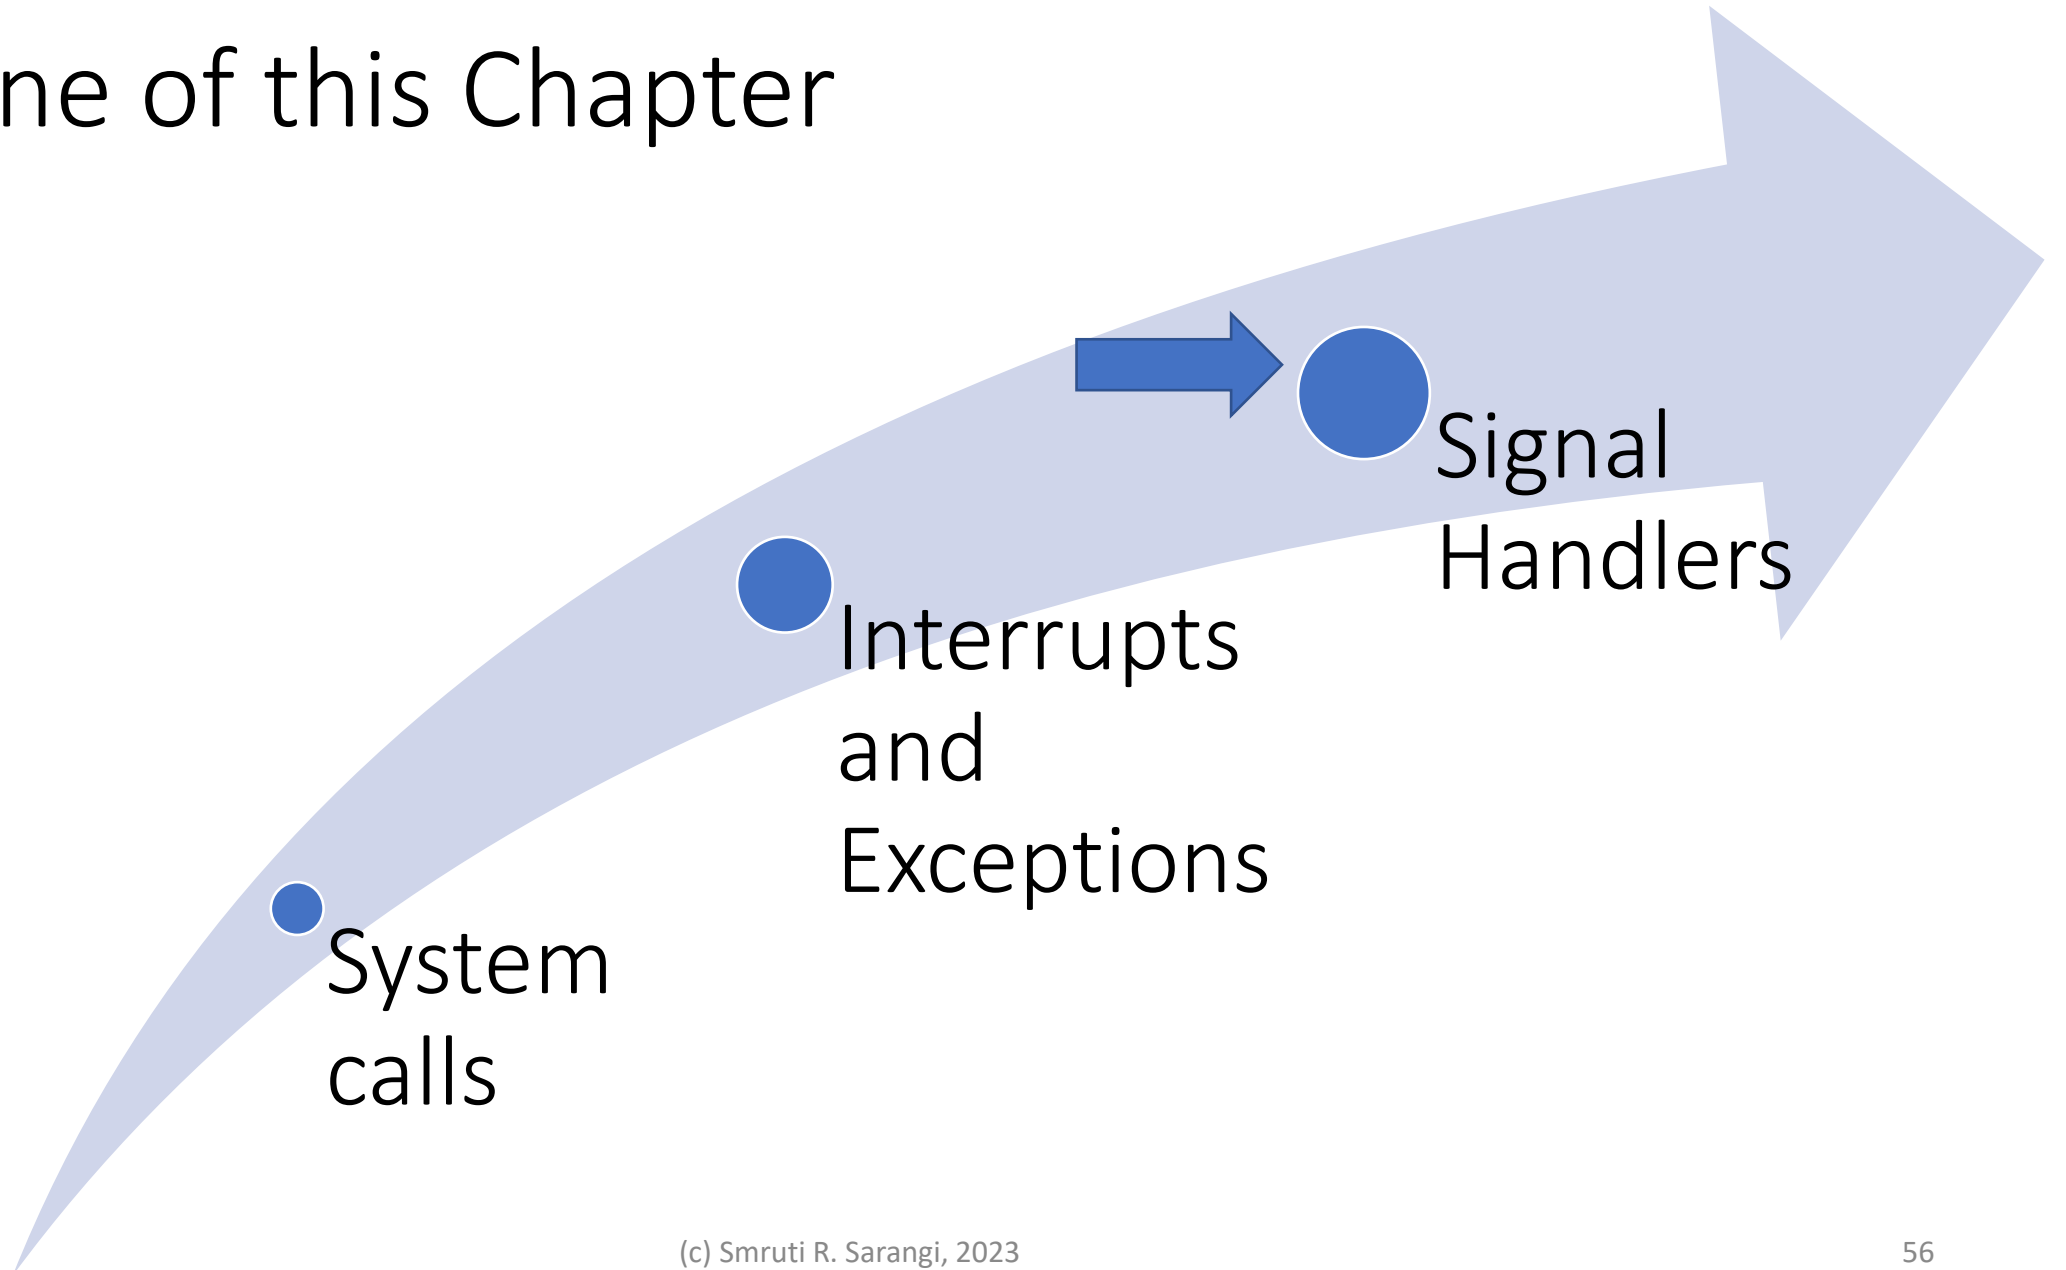 ne of this Chapter
Signal
Handlers
Interrupts
and
Exceptions
System
calls
(c) Smruti R. Sarangi, 2023
56